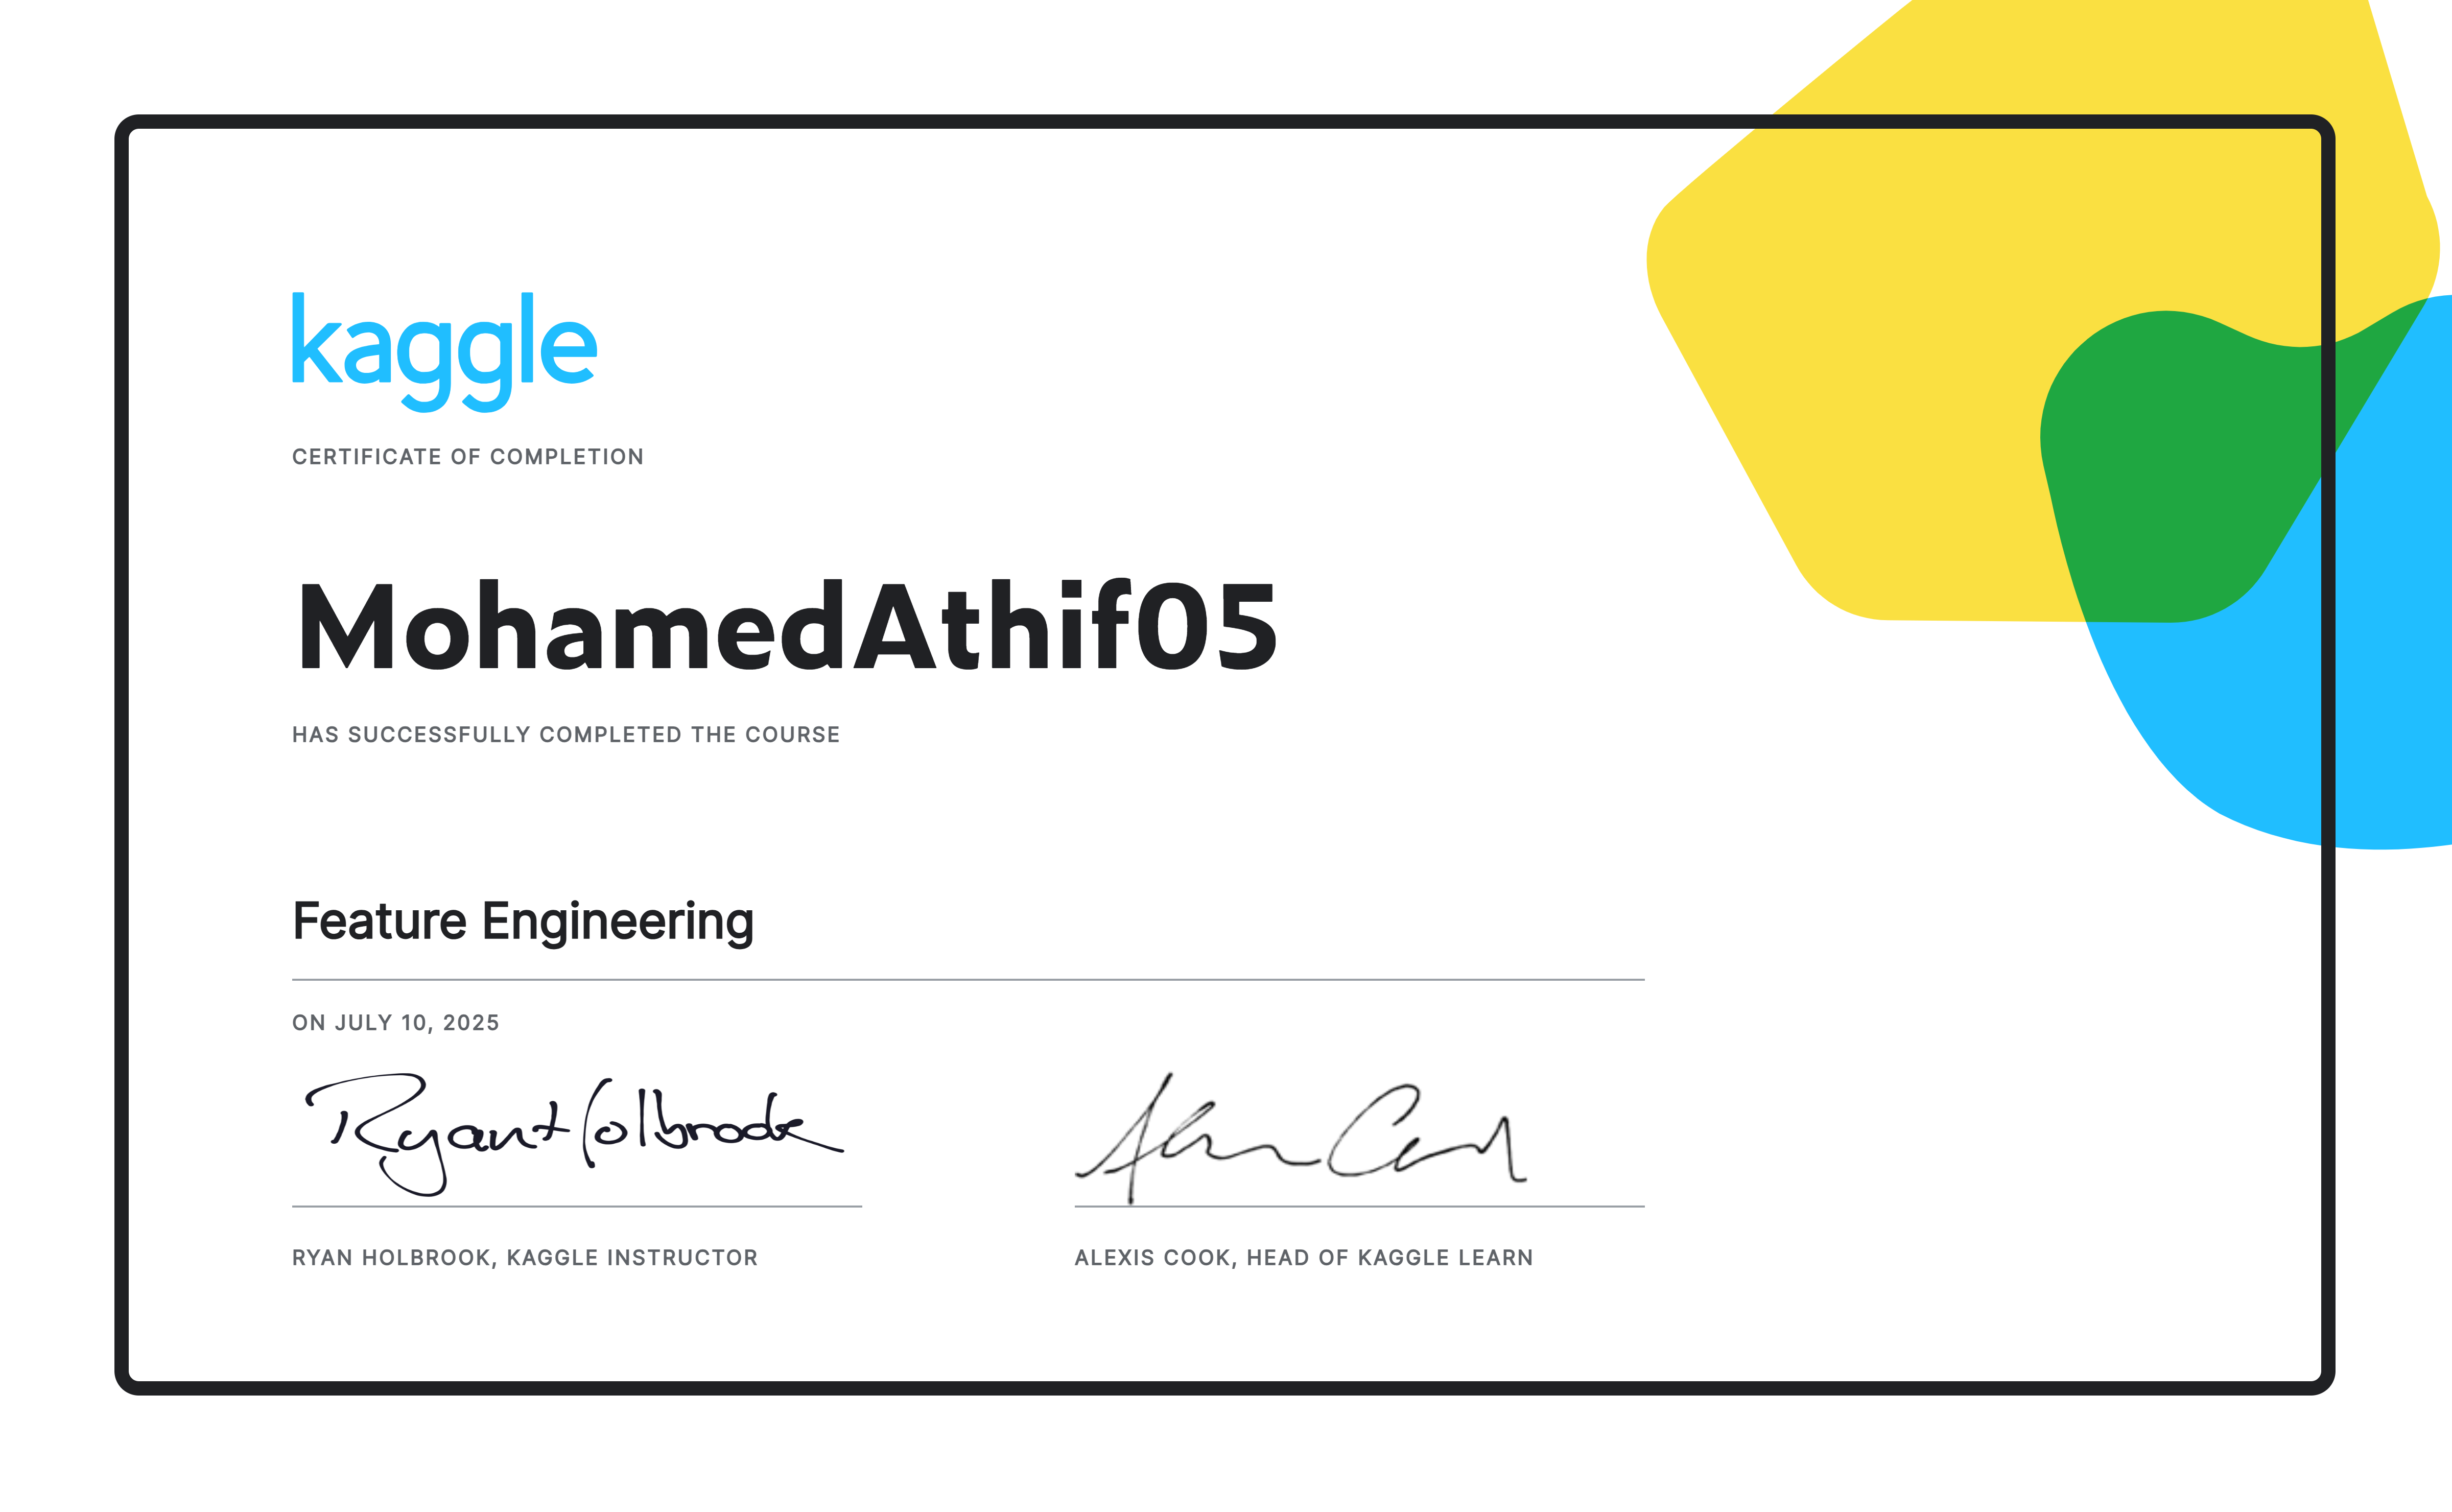 kaggle
CERTIFICATE OF COMPLETION
MohamedAthif05
HAS SUCCESSFULLY COMPLETED THE COURSE
Feature Engineering
ON JULY 10, 2025
Ryan Holbrook
RYAN HOLBROOK, KAGGLE INSTRUCTOR
ALEXIS COOK, HEAD OF KAGGLE LEARN